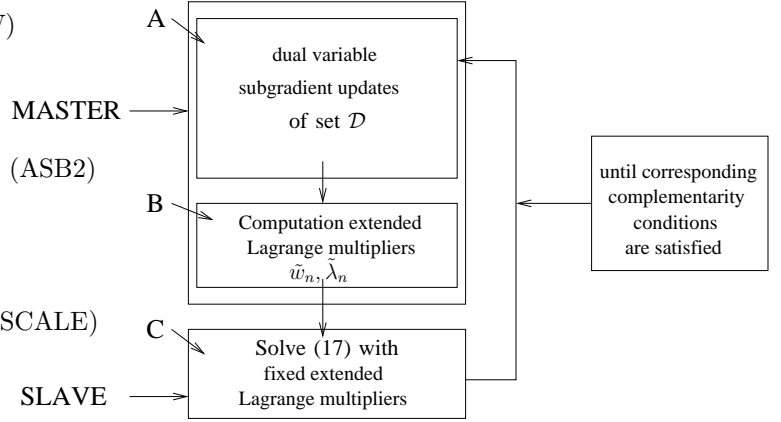 V)
A
dual variable
subgradient updates
of set 𝒟
MASTER
(ASB2)
B
Computation extended
Lagrange multipliers
w̃ₙ, λ̃ₙ
until corresponding
complementarity
conditions
are satisfied
SCALE)
C
Solve (17) with
fixed extended
Lagrange multipliers
SLAVE